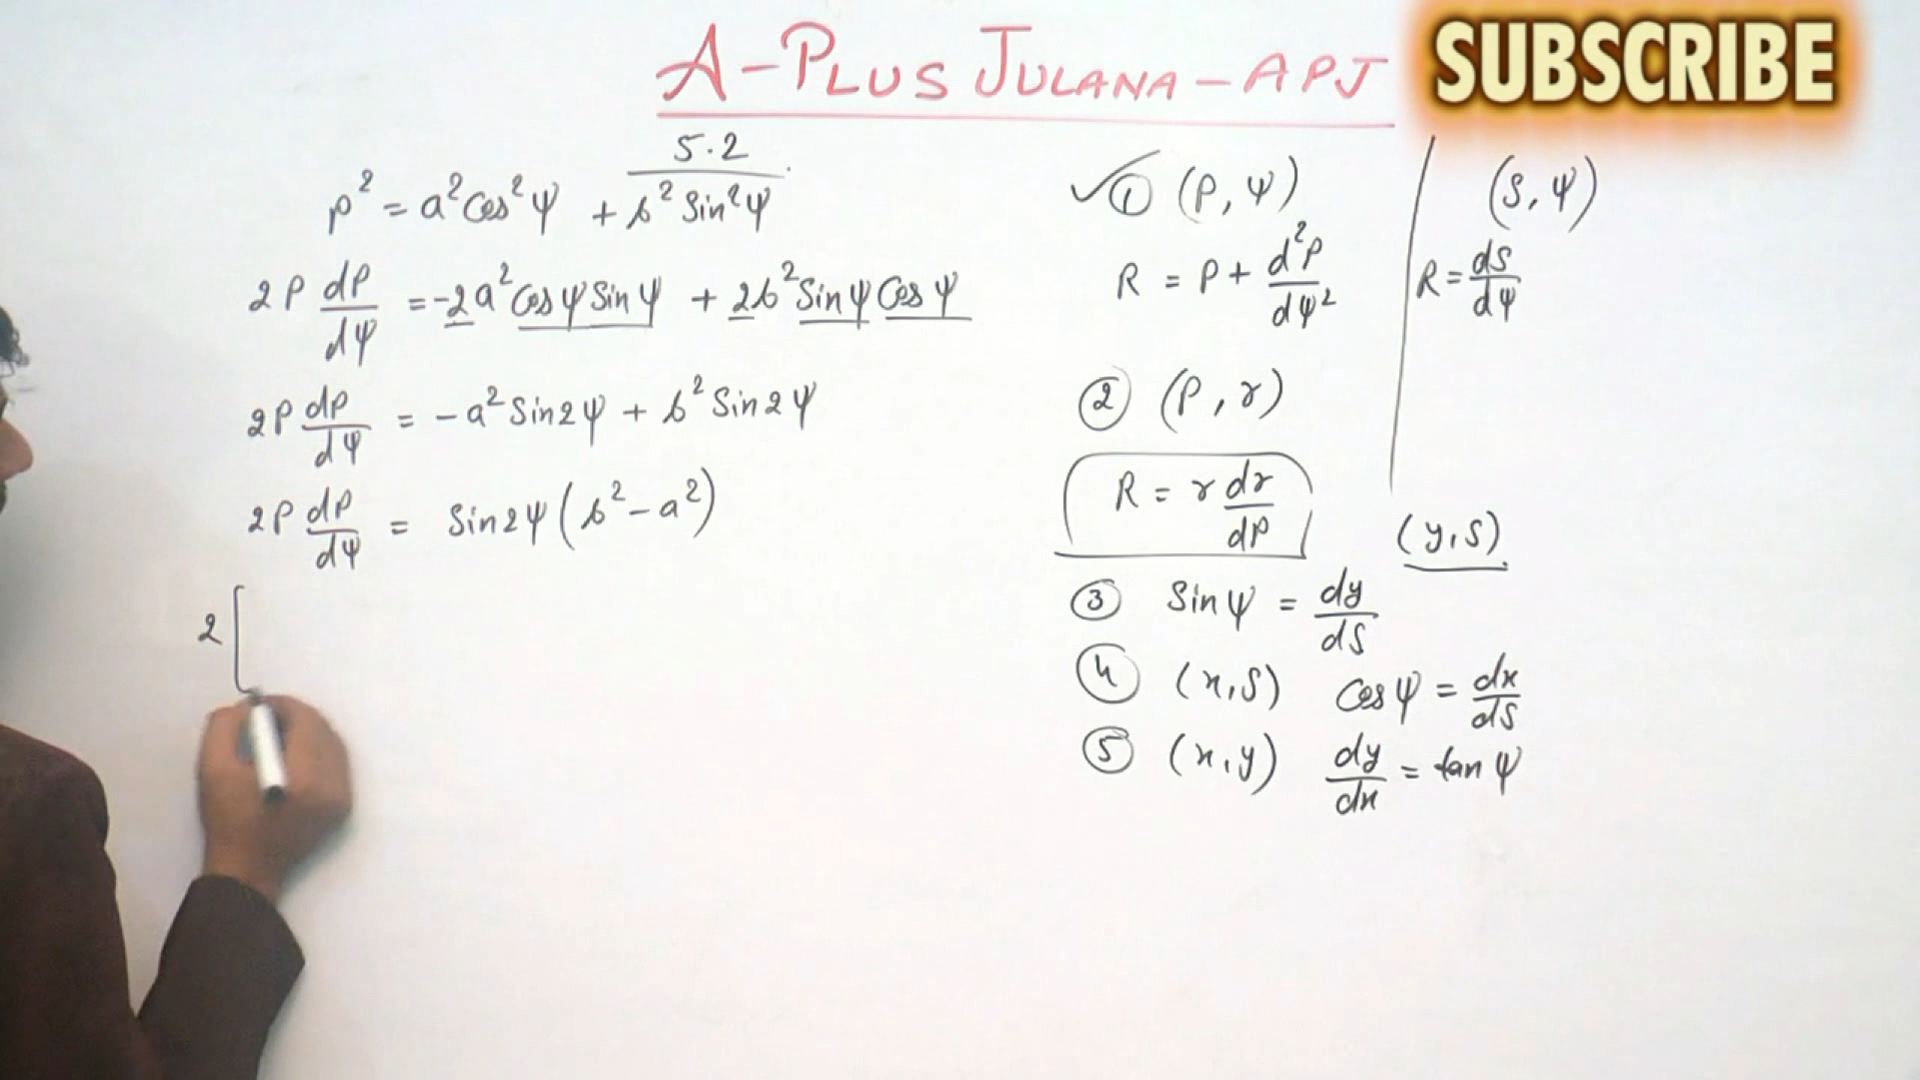 A-PLUS JULANA - APJ
SUBSCRIBE
5.2
p² = a²Cos²ψ + b²Sin²ψ
2P dP/dψ = -2a²Cosψ Sinψ + 2b²Sinψ Cosψ
2P dP/dψ = -a²Sin2ψ + b²Sin2ψ
2P dP/dψ = Sin2ψ(b²-a²)
2[
① (P, ψ)
R = P + d²P/dψ²
② (P, r)
R = r dr/dP
③ Sinψ = dy/dS
④ (x, S) Cosψ = dx/dS
⑤ (x, y) dy/dx = tanψ
(S, ψ)
R = dS/dψ
(y, S)